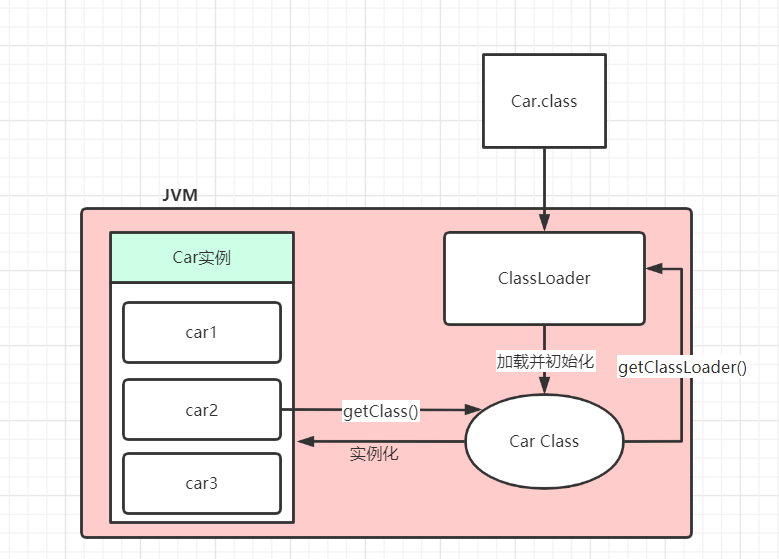 Car.class
JVM
Car实例
ClassLoader
car1
加载并初始化
getClassLoader()
car2
getClass()
Car Class
实例化
car3